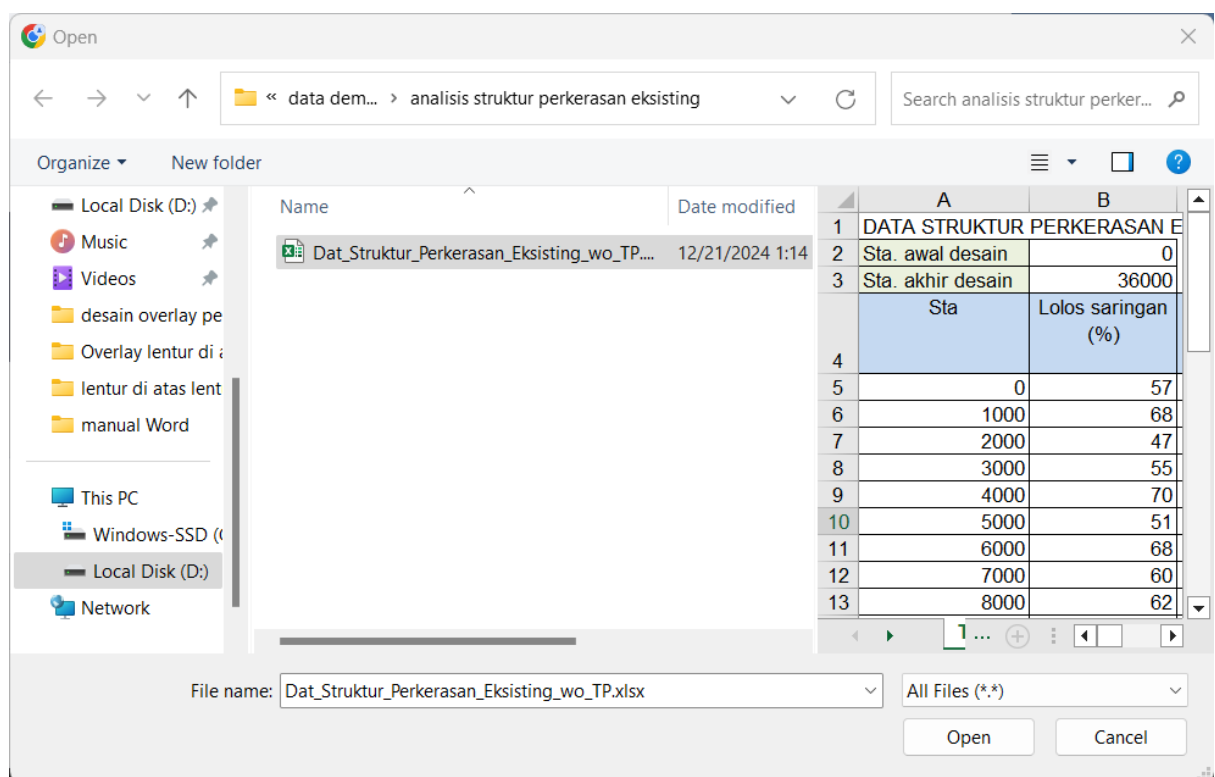 Open
« data dem... > analisis struktur perkerasan eksisting
Search analisis struktur perker...
Organize New folder
Local Disk (D:)
Music
Videos
desain overlay pe
Overlay lentur di a
lentur di atas lent
manual Word
This PC
Windows-SSD (
Local Disk (D:)
Network
Name Date modified
Dat_Struktur_Perkerasan_Eksisting_wo_TP.... 12/21/2024 1:14
A B
1 DATA STRUKTUR PERKERASAN E
2 Sta. awal desain 0
3 Sta. akhir desain 36000
4 Sta Lolos saringan
(%)
5 0 57
6 1000 68
7 2000 47
8 3000 55
9 4000 70
10 5000 51
11 6000 68
12 7000 60
13 8000 62
File name: Dat_Struktur_Perkerasan_Eksisting_wo_TP.xlsx All Files (*.*)
Open Cancel